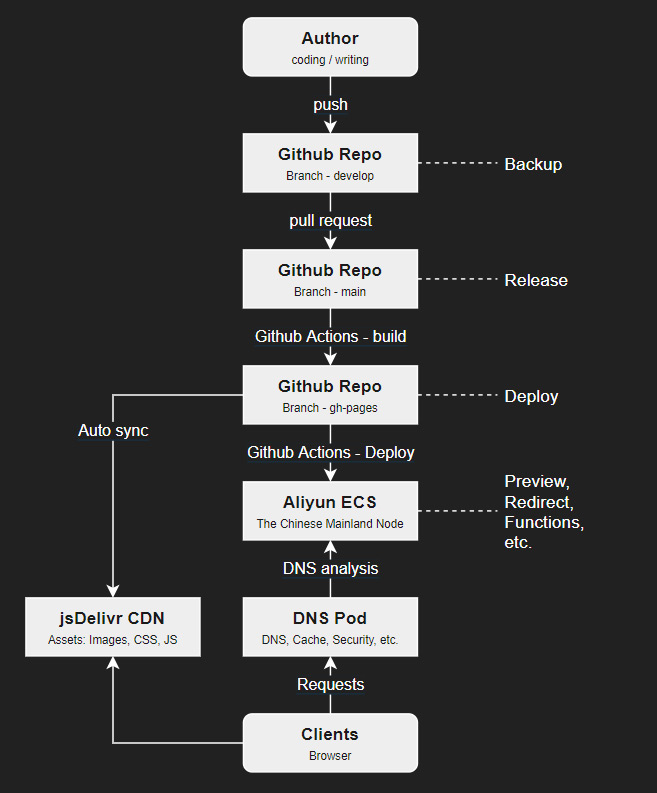 Author
coding / writing
push
Github Repo
Branch - develop
Backup
pull request
Github Repo
Branch - main
Release
Github Actions - build
Github Repo
Branch - gh-pages
Deploy
Auto sync
Github Actions - Deploy
Aliyun ECS
The Chinese Mainland Node
Preview,
Redirect,
Functions,
etc.
DNS analysis
jsDelivr CDN
Assets: Images, CSS, JS
DNS Pod
DNS, Cache, Security, etc.
Requests
Clients
Browser